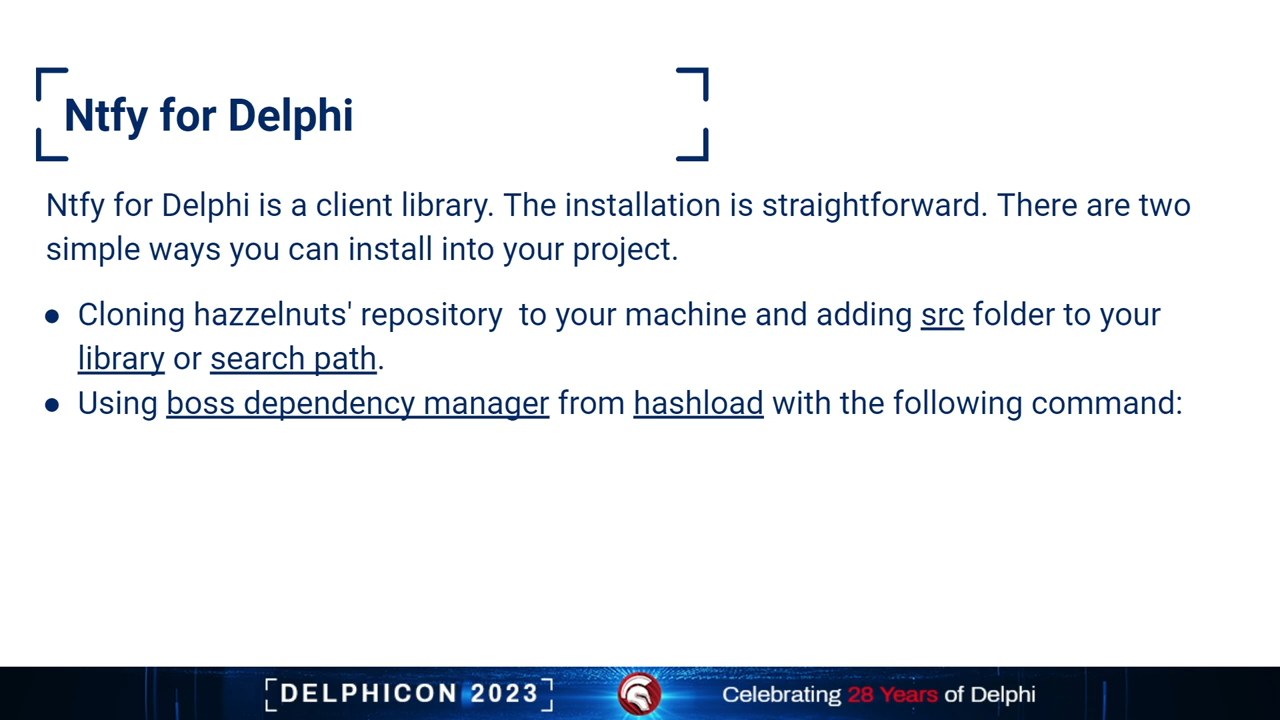 Ntfy for Delphi
Ntfy for Delphi is a client library. The installation is straightforward. There are two
simple ways you can install into your project.
● Cloning hazzelnuts' repository  to your machine and adding src folder to your
library or search path.
● Using boss dependency manager from hashload with the following command:
DELPHICON 2023
Celebrating 28 Years of Delphi